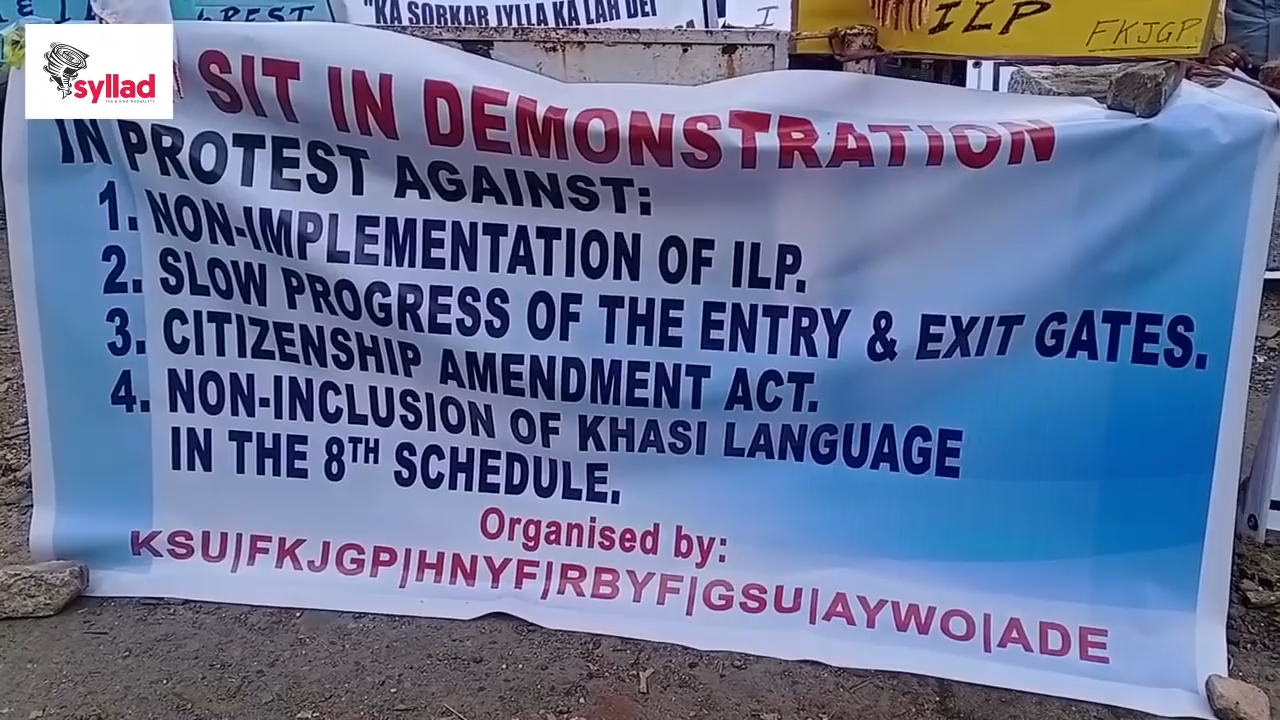 "KA SORKAR JYLLA KA LAH DEI
ILP
FKJGP
syllad
SIT IN DEMONSTRATION
IN PROTEST AGAINST:
1. NON-IMPLEMENTATION OF ILP.
2. SLOW PROGRESS OF THE ENTRY & EXIT GATES.
3. CITIZENSHIP AMENDMENT ACT.
4. NON-INCLUSION OF KHASI LANGUAGE
IN THE 8TH SCHEDULE.
Organised by:
KSU|FKJGP|HNYF|RBYF|GSU|AYWO|ADE